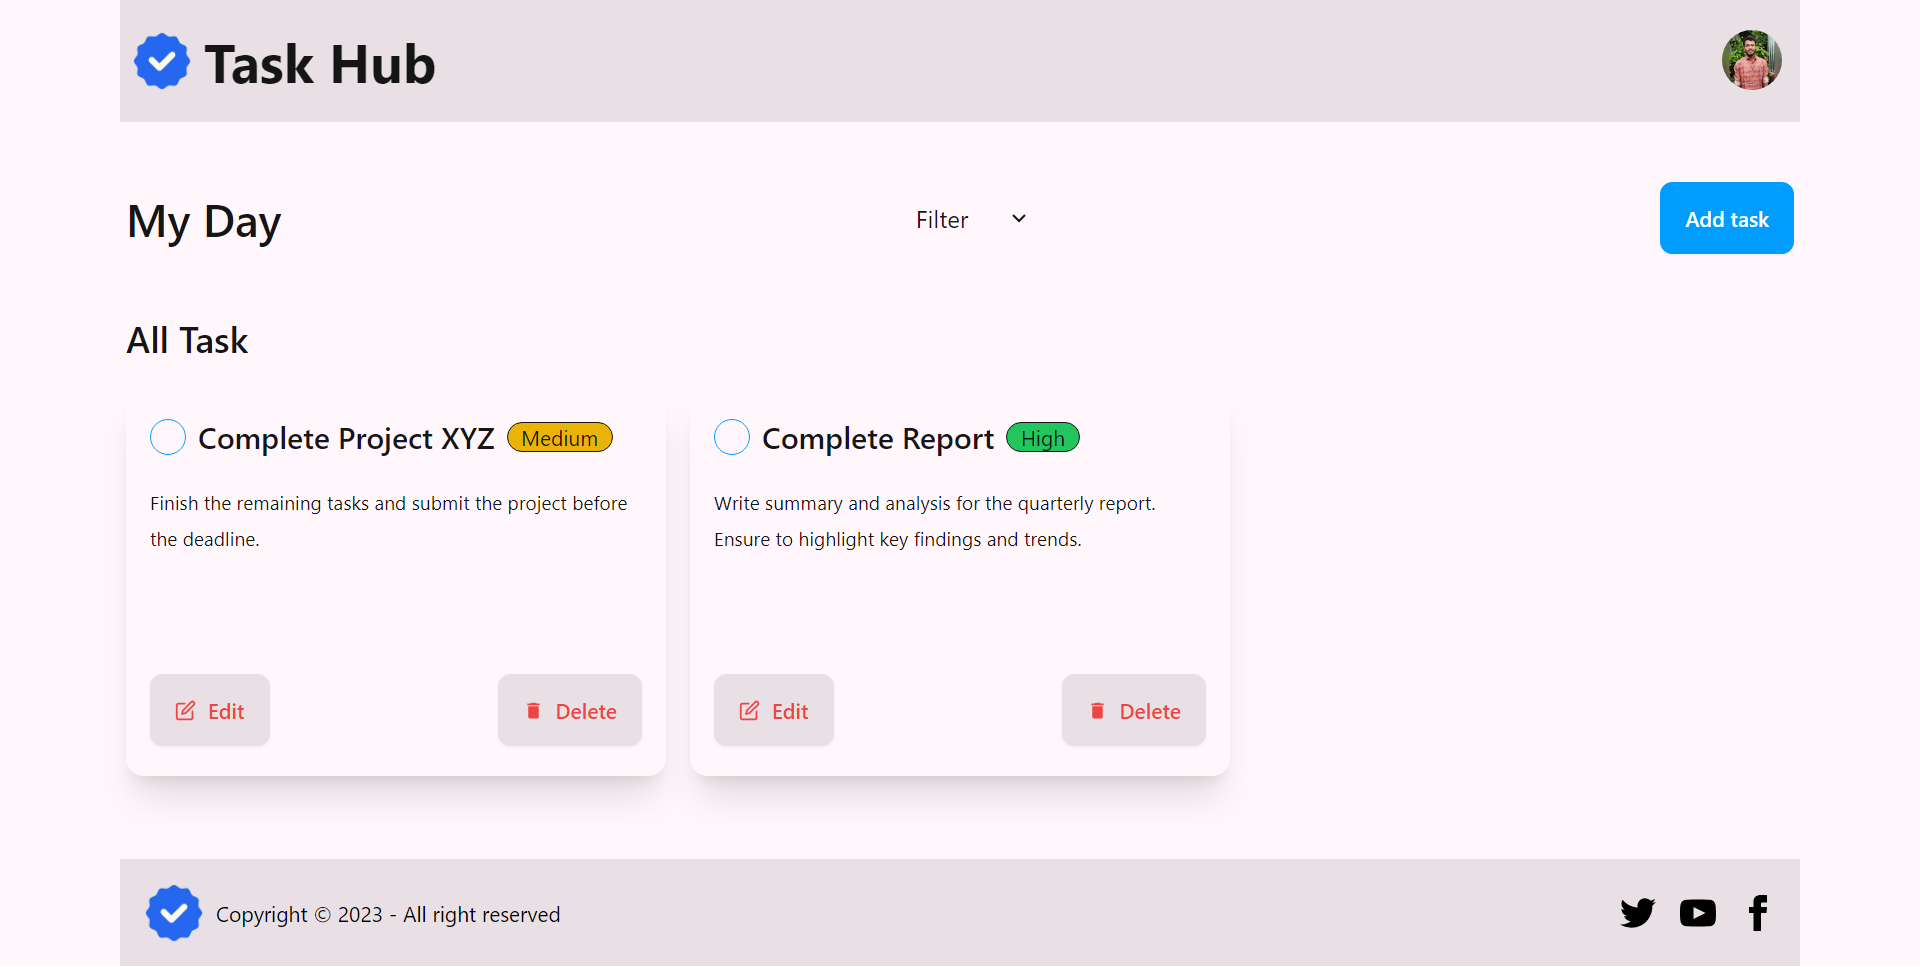 Task Hub
My Day
Filter
Add task
All Task
Complete Project XYZ Medium
Finish the remaining tasks and submit the project before
the deadline.
Edit
Delete
Complete Report High
Write summary and analysis for the quarterly report.
Ensure to highlight key findings and trends.
Edit
Delete
Copyright © 2023 - All right reserved